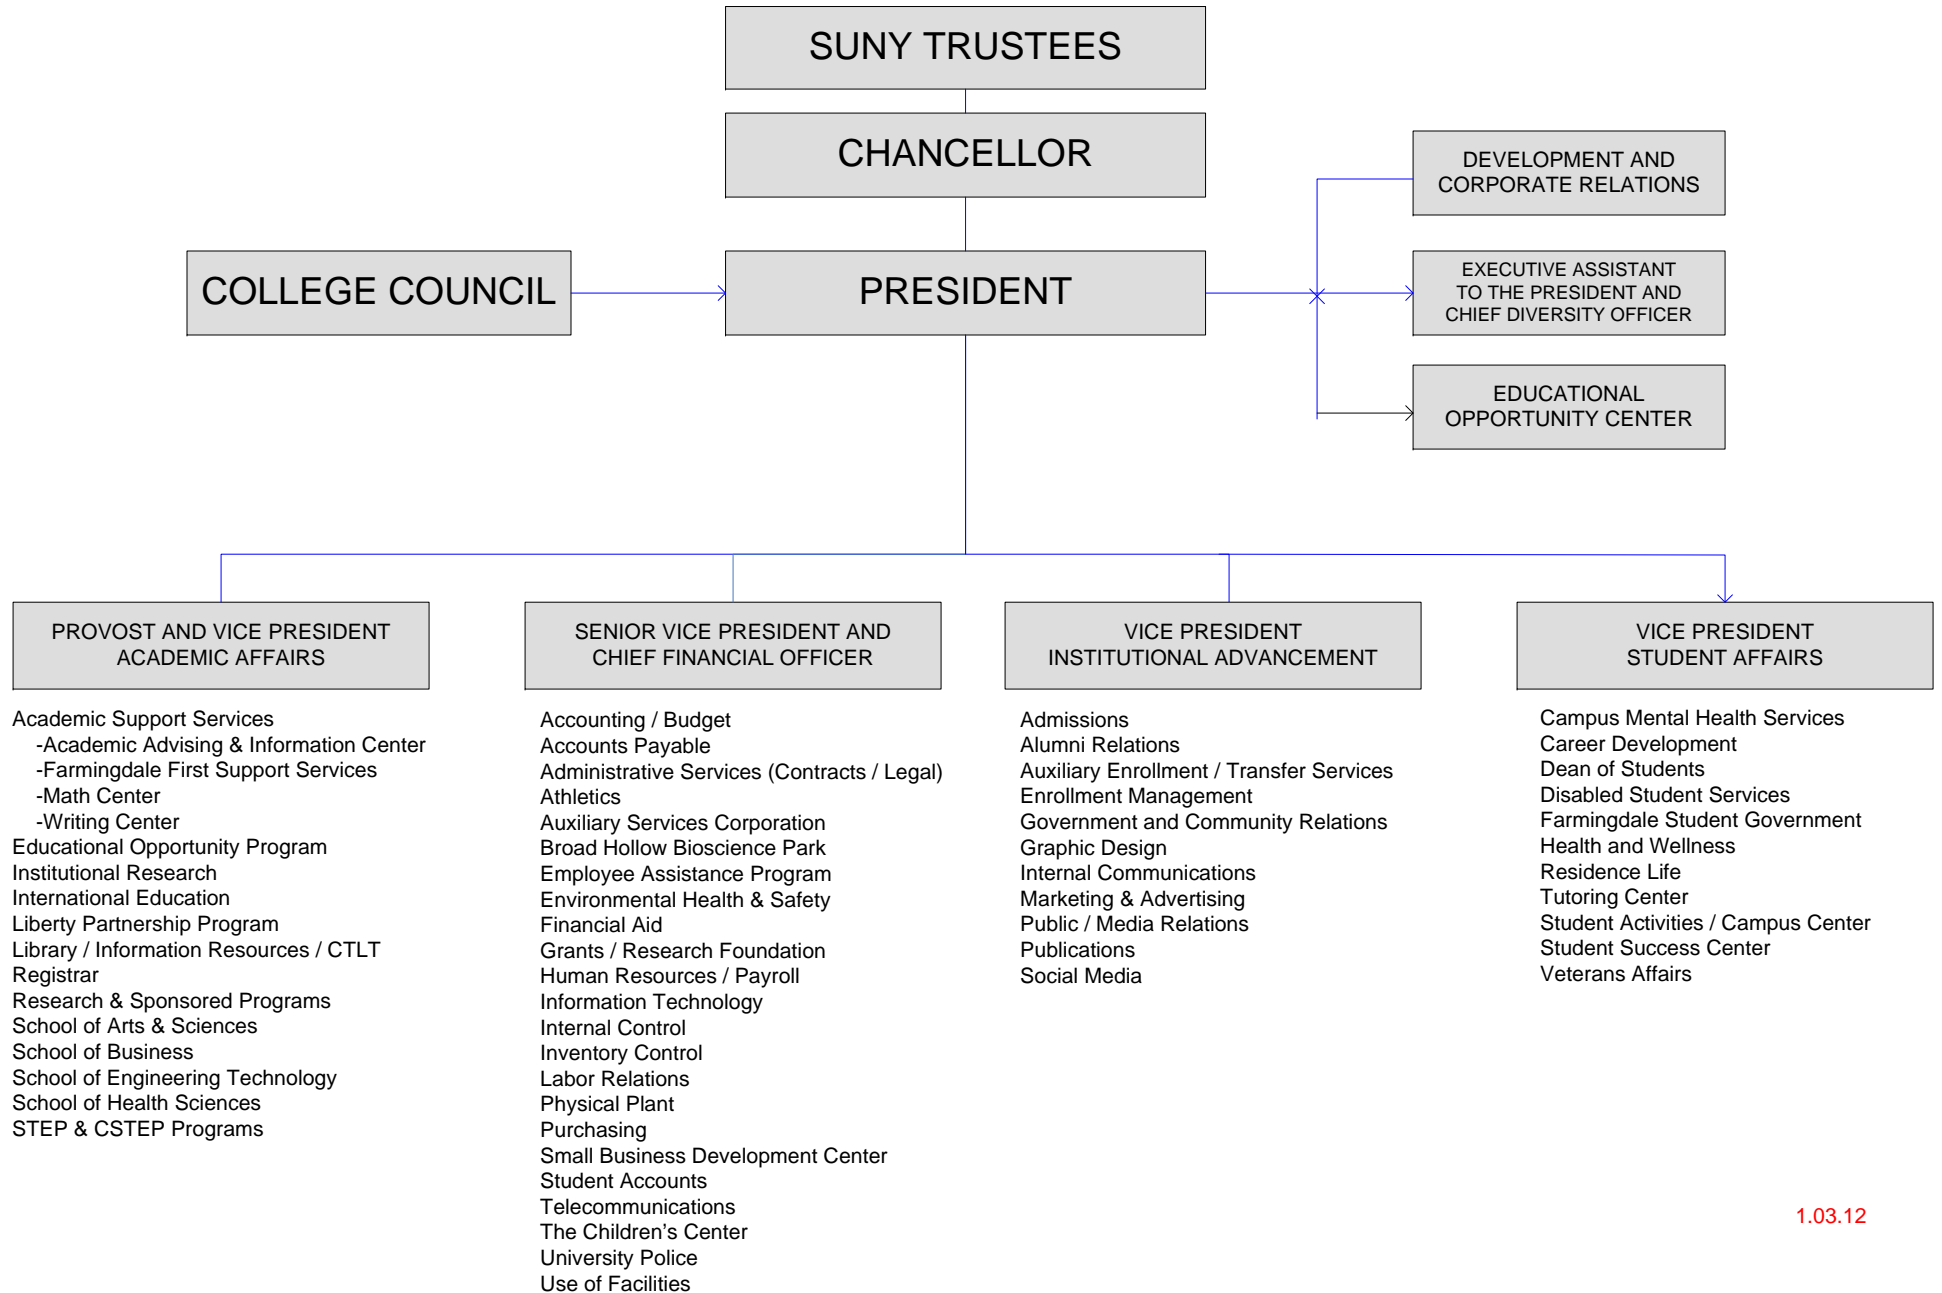 SUNY TRUSTEES
CHANCELLOR
DEVELOPMENT AND
CORPORATE RELATIONS
COLLEGE COUNCIL
PRESIDENT
EXECUTIVE ASSISTANT
TO THE PRESIDENT AND
CHIEF DIVERSITY OFFICER
EDUCATIONAL
OPPORTUNITY CENTER
PROVOST AND VICE PRESIDENT
ACADEMIC AFFAIRS
Academic Support Services
-Academic Advising & Information Center
-Farmingdale First Support Services
-Math Center
-Writing Center
Educational Opportunity Program
Institutional Research
International Education
Liberty Partnership Program
Library / Information Resources / CTLT
Registrar
Research & Sponsored Programs
School of Arts & Sciences
School of Business
School of Engineering Technology
School of Health Sciences
STEP & CSTEP Programs
SENIOR VICE PRESIDENT AND
CHIEF FINANCIAL OFFICER
Accounting / Budget
Accounts Payable
Administrative Services (Contracts / Legal)
Athletics
Auxiliary Services Corporation
Broad Hollow Bioscience Park
Employee Assistance Program
Environmental Health & Safety
Financial Aid
Grants / Research Foundation
Human Resources / Payroll
Information Technology
Internal Control
Inventory Control
Labor Relations
Physical Plant
Purchasing
Small Business Development Center
Student Accounts
Telecommunications
The Children’s Center
University Police
Use of Facilities
VICE PRESIDENT
INSTITUTIONAL ADVANCEMENT
Admissions
Alumni Relations
Auxiliary Enrollment / Transfer Services
Enrollment Management
Government and Community Relations
Graphic Design
Internal Communications
Marketing & Advertising
Public / Media Relations
Publications
Social Media
VICE PRESIDENT
STUDENT AFFAIRS
Campus Mental Health Services
Career Development
Dean of Students
Disabled Student Services
Farmingdale Student Government
Health and Wellness
Residence Life
Tutoring Center
Student Activities / Campus Center
Student Success Center
Veterans Affairs
1.03.12